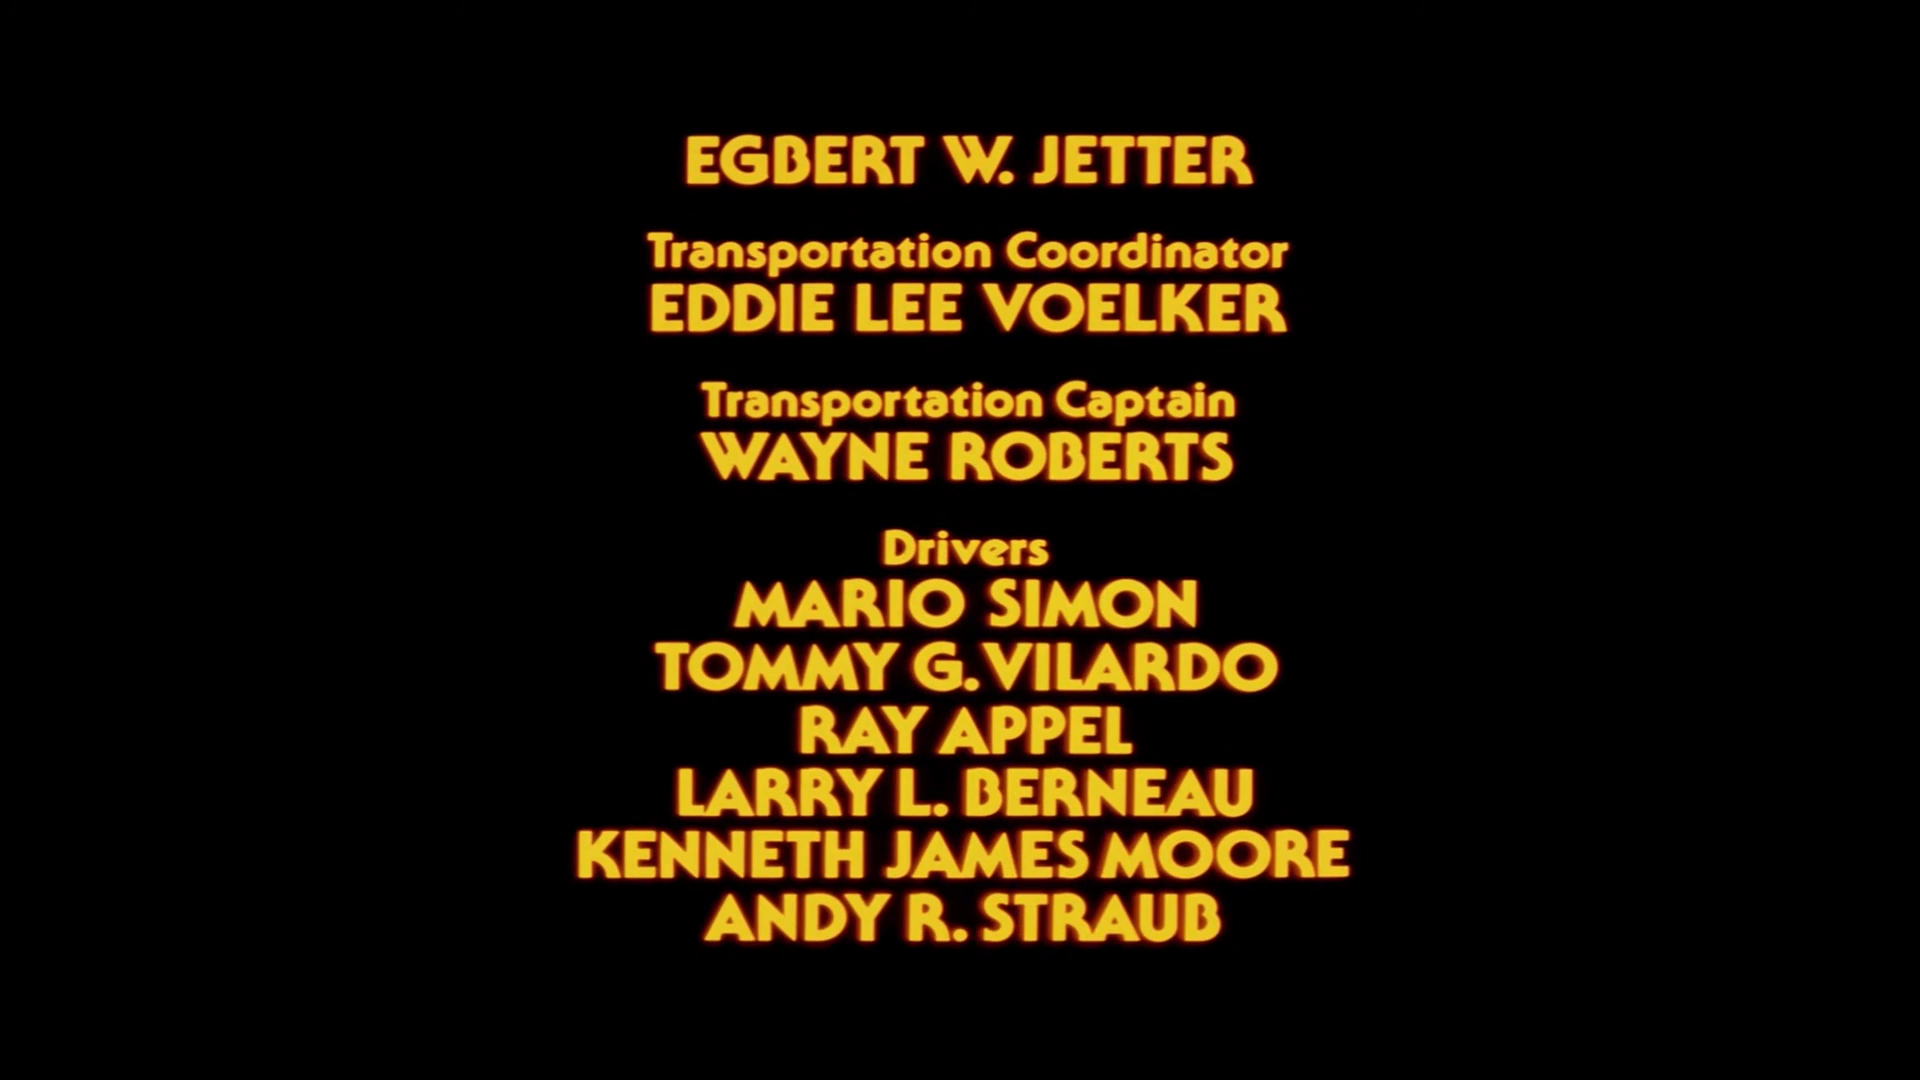 EGBERT W. JETTER
Transportation Coordinator
EDDIE LEE VOELKER
Transportation Captain
WAYNE ROBERTS
Drivers
MARIO SIMON
TOMMY G. VILARDO
RAY APPEL
LARRY L. BERNEAU
KENNETH JAMES MOORE
ANDY R. STRAUB